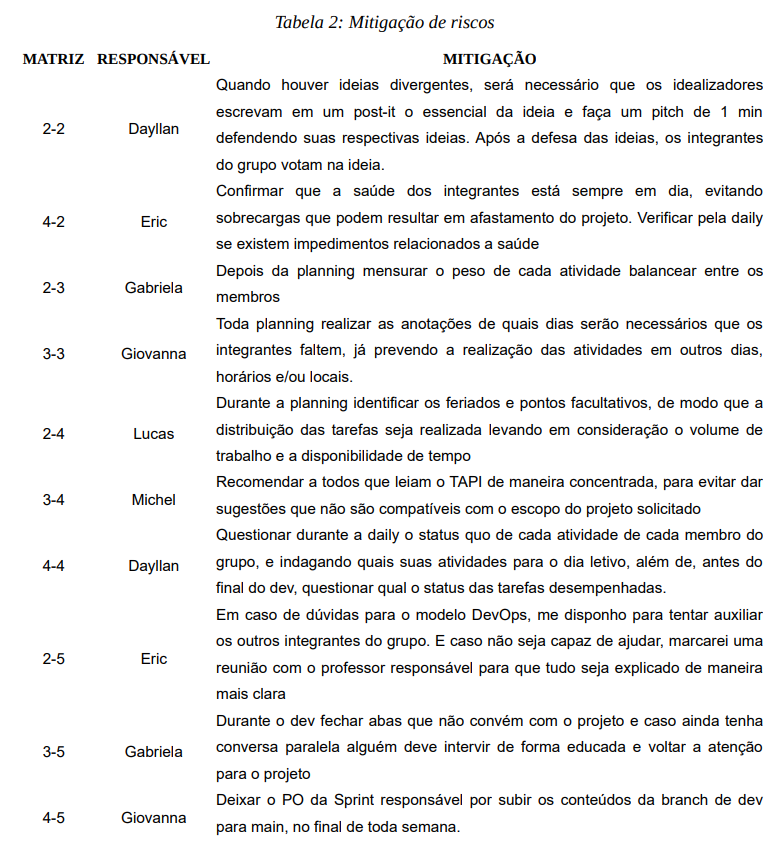 Tabela 2: Mitigação de riscos
MATRIZ RESPONSÁVEL MITIGAÇÃO
Quando houver ideias divergentes, será necessário que os idealizadores
escrevam em um post-it o essencial da ideia e faça um pitch de 1 min
2-2 Dayllan
defendendo suas respectivas ideias. Após a defesa das ideias, os integrantes
do grupo votam na ideia.
Confirmar que a saúde dos integrantes está sempre em dia, evitando
4-2 Eric sobrecargas que podem resultar em afastamento do projeto. Verificar pela daily
se existem impedimentos relacionados a saúde
Depois da planning mensurar o peso de cada atividade balancear entre os
2-3 Gabriela
membros
Toda planning realizar as anotações de quais dias serão necessários que os
3-3 Giovanna integrantes faltem, já prevendo a realização das atividades em outros dias,
horários e/ou locais.
Durante a planning identificar os feriados e pontos facultativos, de modo que a
2-4 Lucas distribuição das tarefas seja realizada levando em consideração o volume de
trabalho e a disponibilidade de tempo
Recomendar a todos que leiam o TAPI de maneira concentrada, para evitar dar
3-4 Michel
sugestões que não são compatíveis com o escopo do projeto solicitado
Questionar durante a daily o status quo de cada atividade de cada membro do
4-4 Dayllan grupo, e indagando quais suas atividades para o dia letivo, além de, antes do
final do dev, questionar qual o status das tarefas desempenhadas.
Em caso de dúvidas para o modelo DevOps, me disponho para tentar auxiliar
os outros integrantes do grupo. E caso não seja capaz de ajudar, marcarei uma
2-5 Eric
reunião com o professor responsável para que tudo seja explicado de maneira
mais clara
Durante o dev fechar abas que não convém com o projeto e caso ainda tenha
3-5 Gabriela conversa paralela alguém deve intervir de forma educada e voltar a atenção
para o projeto
Deixar o PO da Sprint responsável por subir os conteúdos da branch de dev
4-5 Giovanna
para main, no final de toda semana.